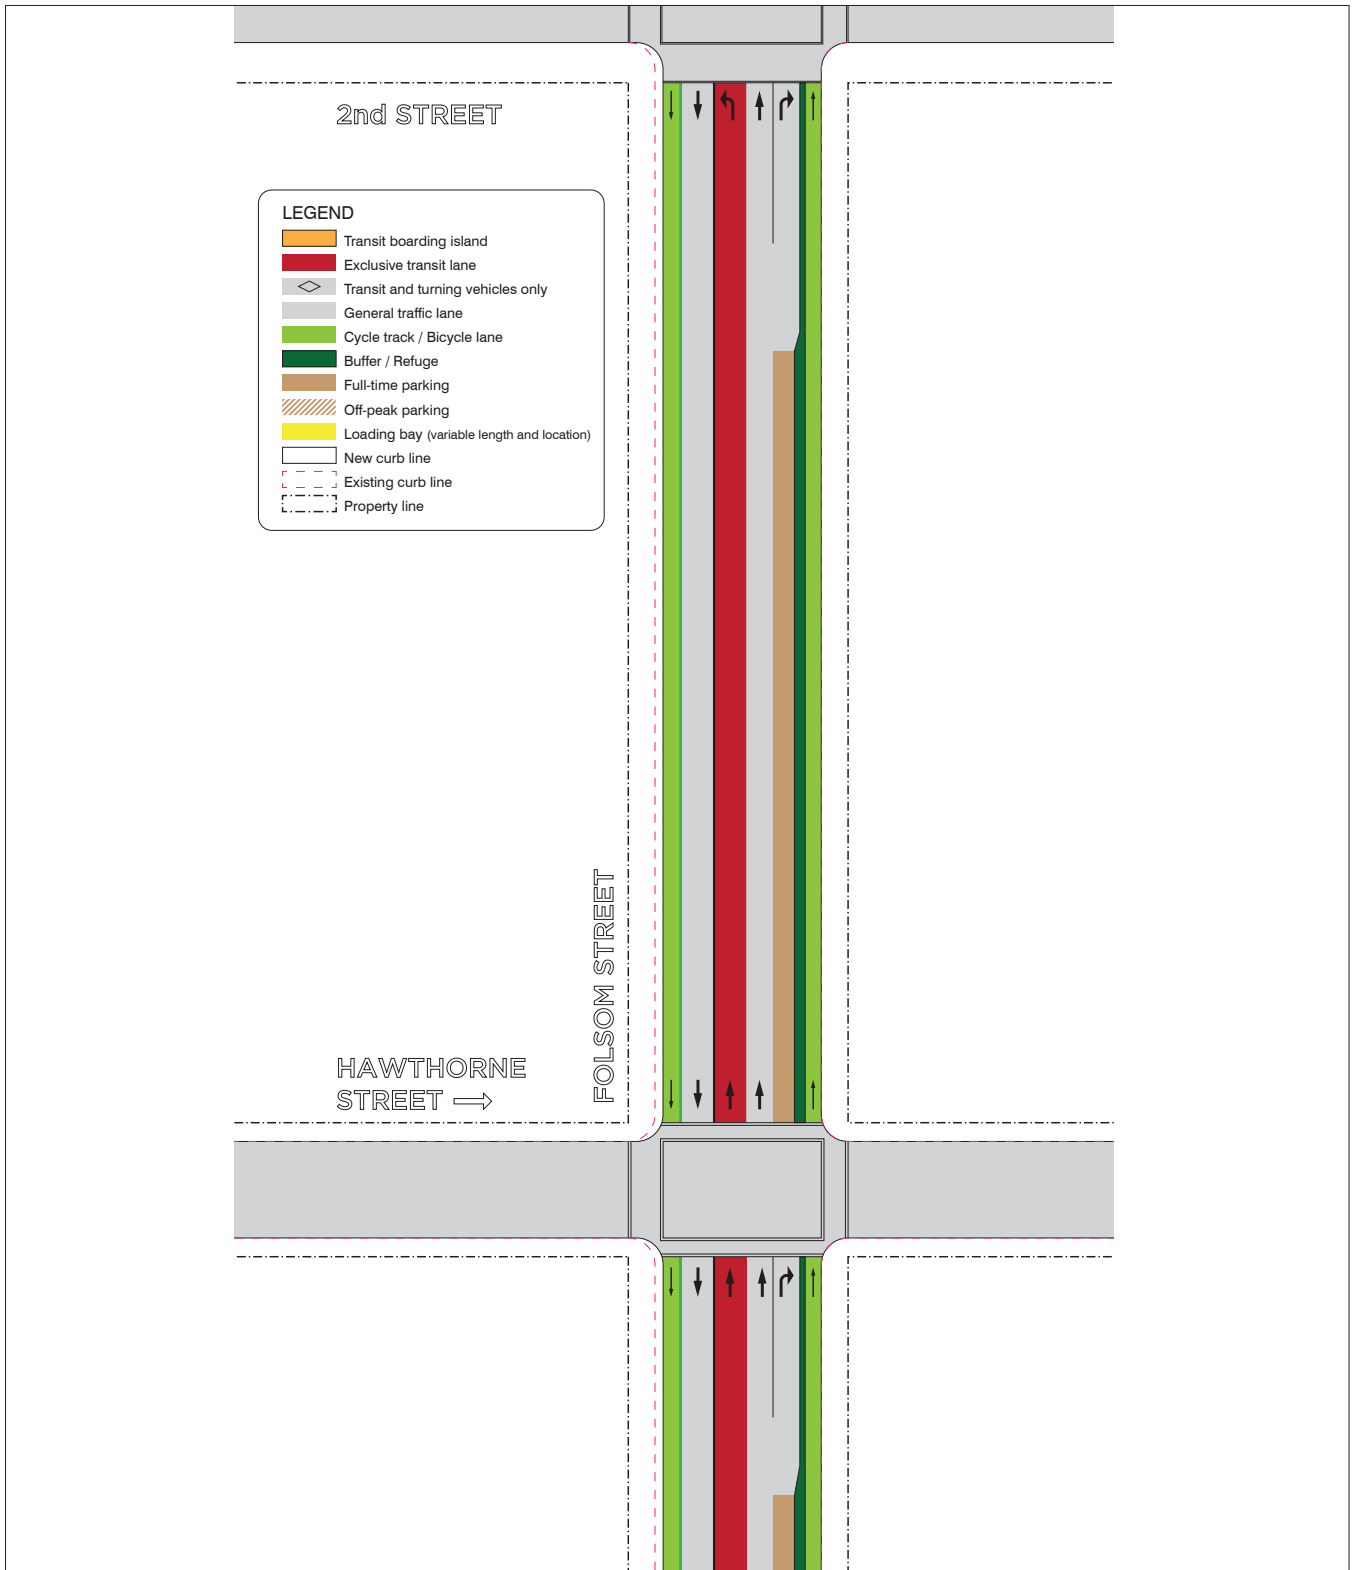 2nd STREET
LEGEND
Transit boarding island
Exclusive transit lane
Transit and turning vehicles only
General traffic lane
Cycle track / Bicycle lane
Buffer / Refuge
Full-time parking
Off-peak parking
Loading bay (variable length and location)
New curb line
Existing curb line
Property line
FOLSOM STREET
HAWTHORNE
STREET